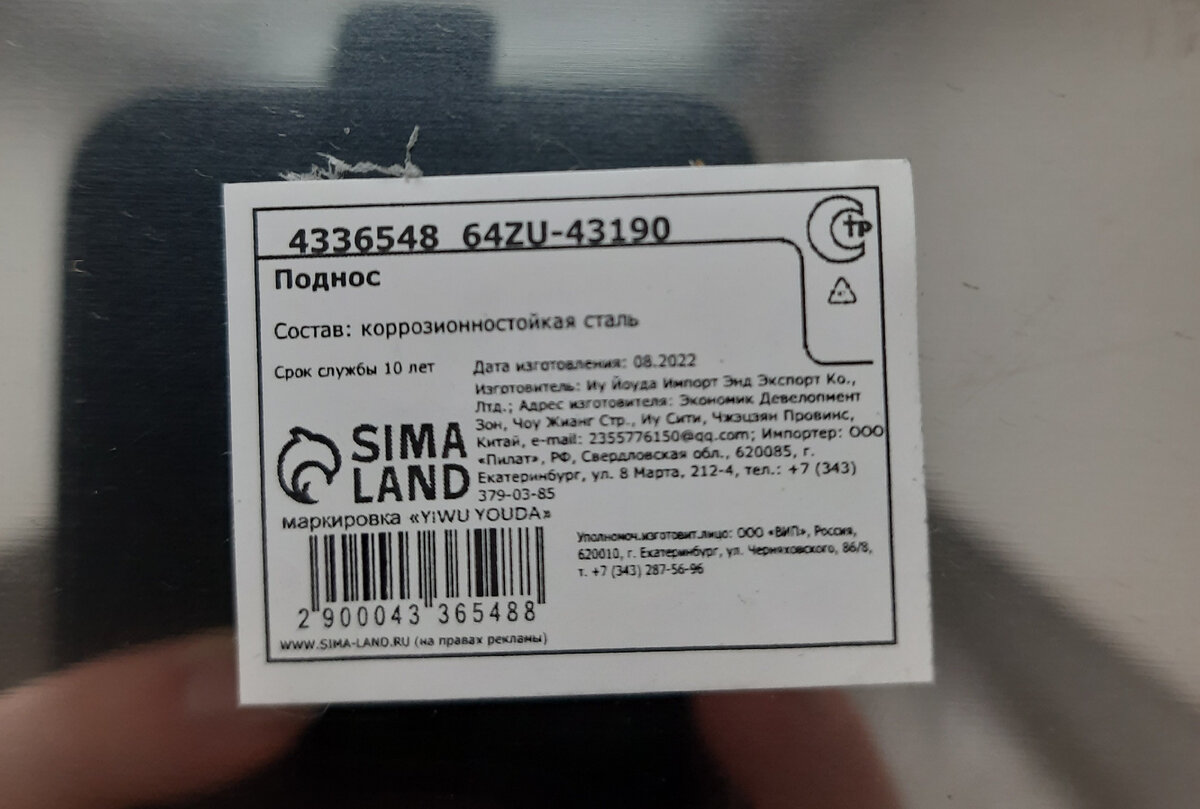 4336548 64ZU-43190
ТР
Поднос
Состав: коррозионностойкая сталь
Срок службы 10 лет
Дата изготовления: 08.2022
Изготовитель: Иу Йоуда Импорт Энд Экспорт Ко.,
Лтд.; Адрес изготовителя: Экономик Девелопмент
Зон, Чоу Жианг Стр., Иу Сити, Чжэцзян Провинс,
Китай, e-mail: 2355776150@qq.com; Импортер: ООО
«Пилат», РФ, Свердловская обл., 620085, г.
Екатеринбург, ул. 8 Марта, 212-4, тел.: +7 (343)
379-03-85
SIMA
LAND
маркировка «YiWU YOUDA»
Уполномоч.изготовит.лицо: ООО «ВИП», Россия,
620010, г. Екатеринбург, ул. Черняховского, 86/8,
т. +7 (343) 287-56-96
2 900043 365488
WWW.SIMA-LAND.RU (на правах рекламы)